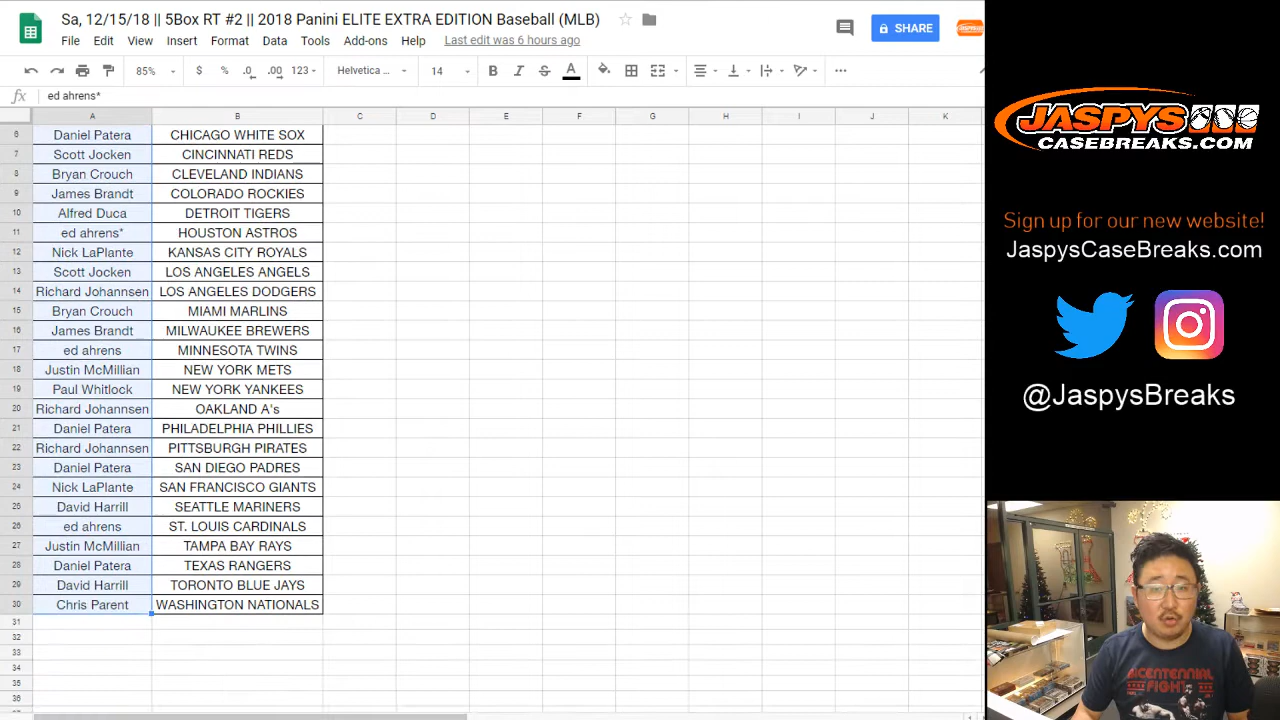 Sa, 12/15/18 || 5Box RT #2 || 2018 Panini ELITE EXTRA EDITION Baseball (MLB)
File Edit View Insert Format Data Tools Add-ons Help Last edit was 6 hours ago
SHARE
85% $ % .0 .00 123 Helvetica ... 14 B I S A
fx ed ahrens*
A B C D E F G H I J K
6 Daniel Patera CHICAGO WHITE SOX
7 Scott Jocken CINCINNATI REDS
8 Bryan Crouch CLEVELAND INDIANS
9 James Brandt COLORADO ROCKIES
10 Alfred Duca DETROIT TIGERS
11 ed ahrens* HOUSTON ASTROS
12 Nick LaPlante KANSAS CITY ROYALS
13 Scott Jocken LOS ANGELES ANGELS
14 Richard Johannsen LOS ANGELES DODGERS
15 Bryan Crouch MIAMI MARLINS
16 James Brandt MILWAUKEE BREWERS
17 ed ahrens MINNESOTA TWINS
18 Justin McMillian NEW YORK METS
19 Paul Whitlock NEW YORK YANKEES
20 Richard Johannsen OAKLAND A's
21 Daniel Patera PHILADELPHIA PHILLIES
22 Richard Johannsen PITTSBURGH PIRATES
23 Daniel Patera SAN DIEGO PADRES
24 Nick LaPlante SAN FRANCISCO GIANTS
25 David Harrill SEATTLE MARINERS
26 ed ahrens ST. LOUIS CARDINALS
27 Justin McMillian TAMPA BAY RAYS
28 Daniel Patera TEXAS RANGERS
29 David Harrill TORONTO BLUE JAYS
30 Chris Parent WASHINGTON NATIONALS
31
32
33
34
35
36
JASPYS
CASEBREAKS.COM
Sign up for our new website!
JaspysCaseBreaks.com
@JaspysBreaks
BICENTENNIAL
FIGHT